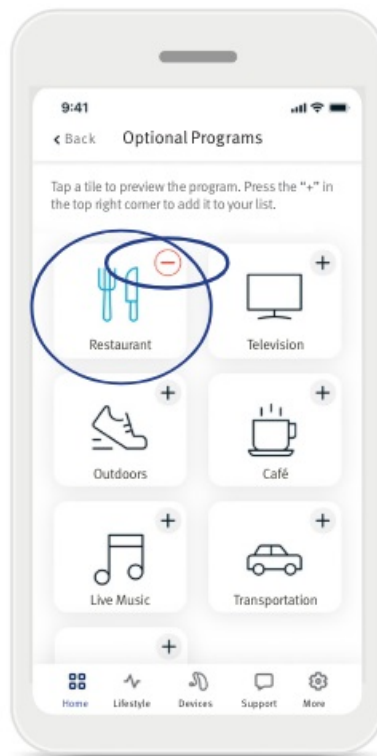 9:41
Back Optional Programs
Tap a tile to preview the program. Press the “+” in
the top right corner to add it to your list.
Restaurant Television
Outdoors Café
Live Music Transportation
Home Lifestyle Devices Support More